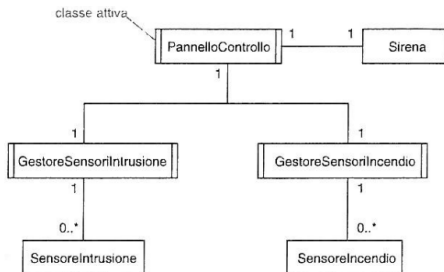 classe attiva
PannelloControllo
1
1
Sirena
1
1
1
GestoreSensoriIntrusione
GestoreSensoriIncendio
1
1
0..*
0..*
SensoreIntrusione
SensoreIncendio